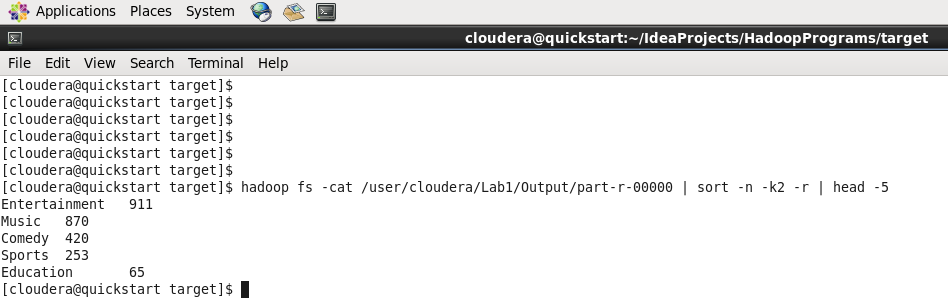 Applications Places System
cloudera@quickstart:~/IdeaProjects/HadoopPrograms/target
File Edit View Search Terminal Help
[cloudera@quickstart target]$
[cloudera@quickstart target]$
[cloudera@quickstart target]$
[cloudera@quickstart target]$
[cloudera@quickstart target]$
[cloudera@quickstart target]$
[cloudera@quickstart target]$ hadoop fs -cat /user/cloudera/Lab1/Output/part-r-00000 | sort -n -k2 -r | head -5
Entertainment 911
Music 870
Comedy 420
Sports 253
Education 65
[cloudera@quickstart target]$